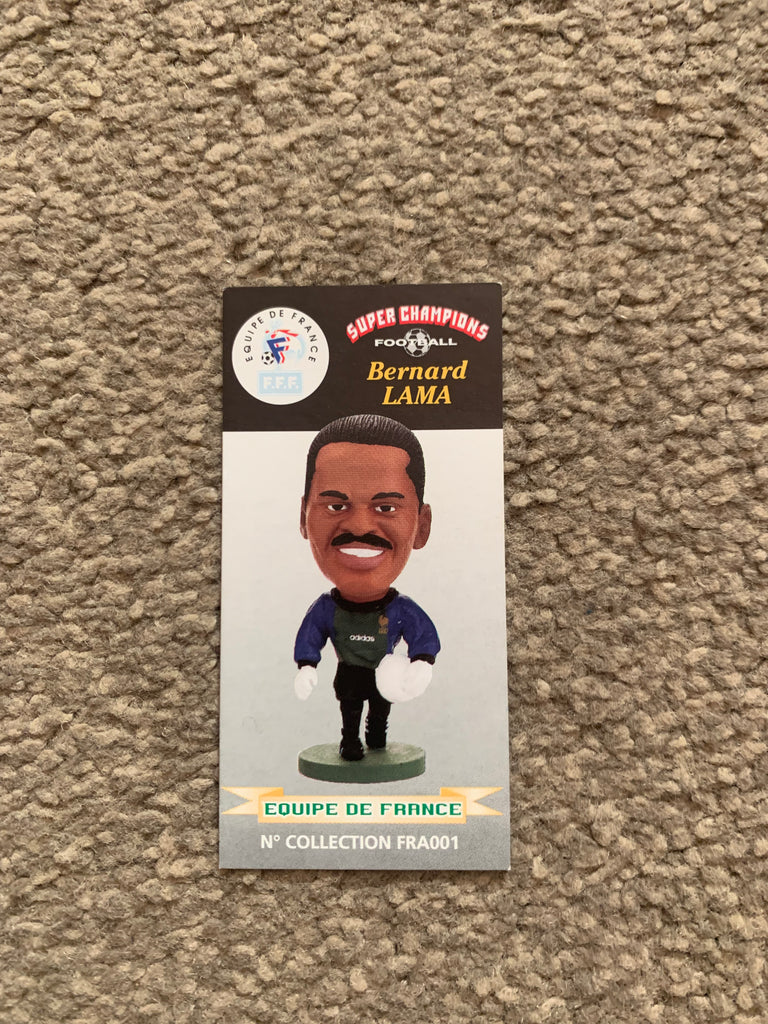 EQUIPE DE FRANCE
F.F.F.
SUPER CHAMPIONS
FOOTBALL
Bernard
LAMA
adidas
EQUIPE DE FRANCE
N° COLLECTION FRA001